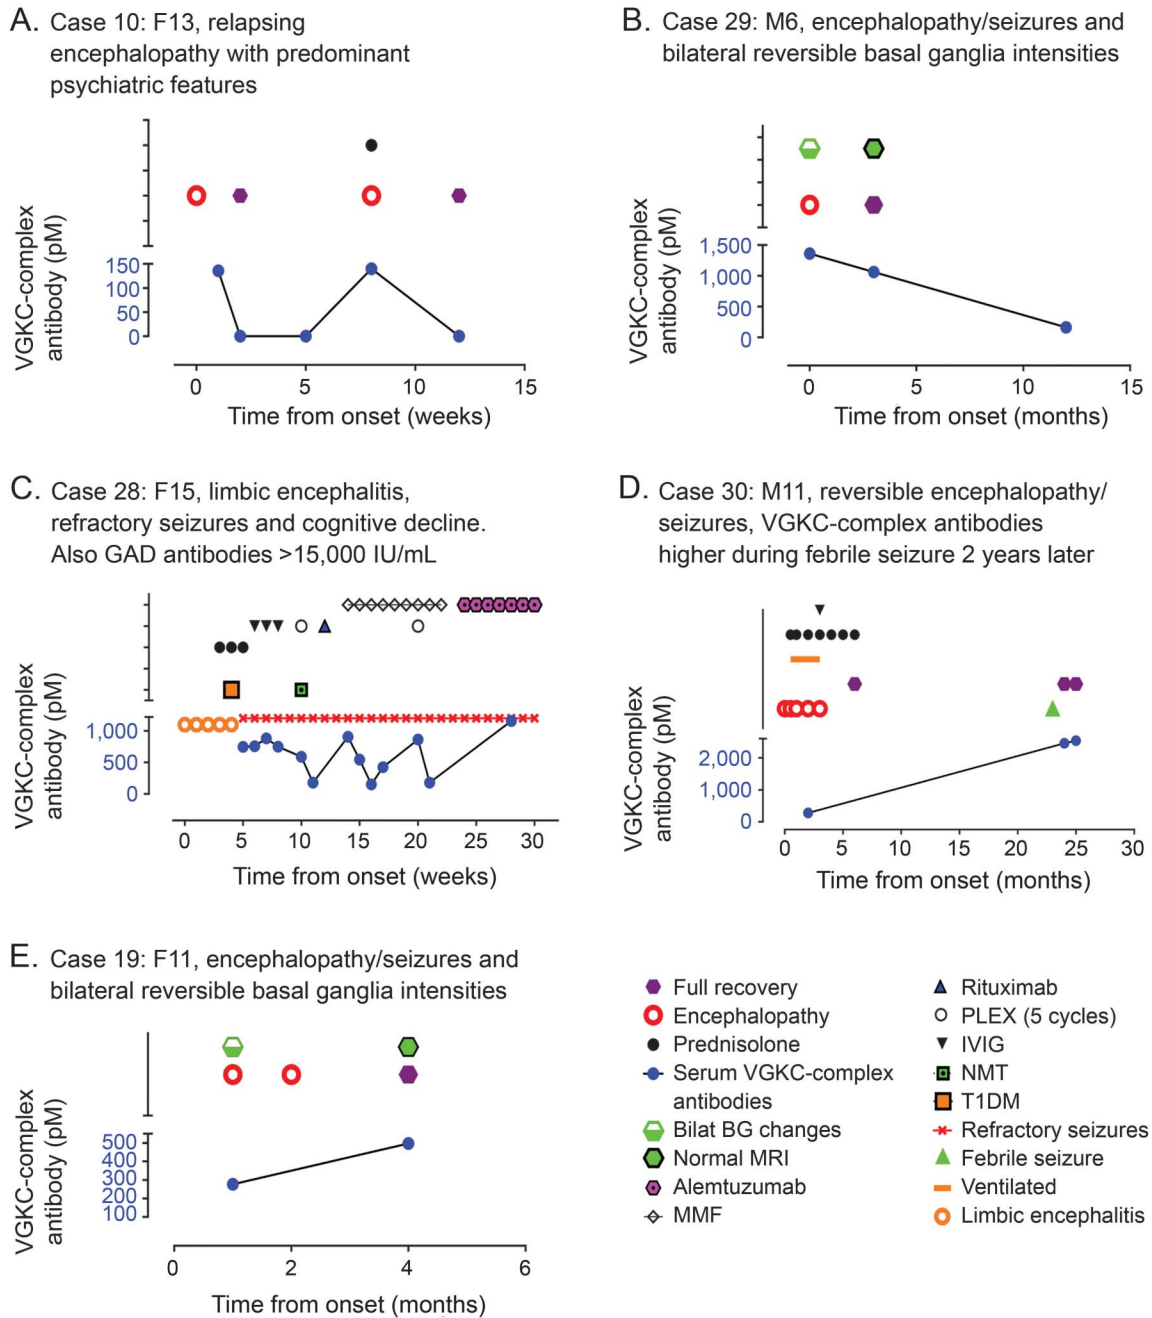 A. Case 10: F13, relapsing
encephalopathy with predominant
psychiatric features
VGKC-complex
antibody (pM)
150
100
50
0
0 5 10 15
Time from onset (weeks)
B. Case 29: M6, encephalopathy/seizures and
bilateral reversible basal ganglia intensities
VGKC-complex
antibody (pM)
1,500
1,000
500
0
0 5 10 15
Time from onset (months)
C. Case 28: F15, limbic encephalitis,
refractory seizures and cognitive decline.
Also GAD antibodies >15,000 IU/mL
VGKC-complex
antibody (pM)
1,000
500
0
0 5 10 15 20 25 30
Time from onset (weeks)
D. Case 30: M11, reversible encephalopathy/
seizures, VGKC-complex antibodies
higher during febrile seizure 2 years later
VGKC-complex
antibody (pM)
2,000
1,000
0
0 5 10 15 20 25 30
Time from onset (months)
E. Case 19: F11, encephalopathy/seizures and
bilateral reversible basal ganglia intensities
VGKC-complex
antibody (pM)
500
400
300
200
100
0 2 4 6
Time from onset (months)
Full recovery
Encephalopathy
Prednisolone
Serum VGKC-complex
antibodies
Bilat BG changes
Normal MRI
Alemtuzumab
MMF
Rituximab
PLEX (5 cycles)
IVIG
NMT
T1DM
Refractory seizures
Febrile seizure
Ventilated
Limbic encephalitis